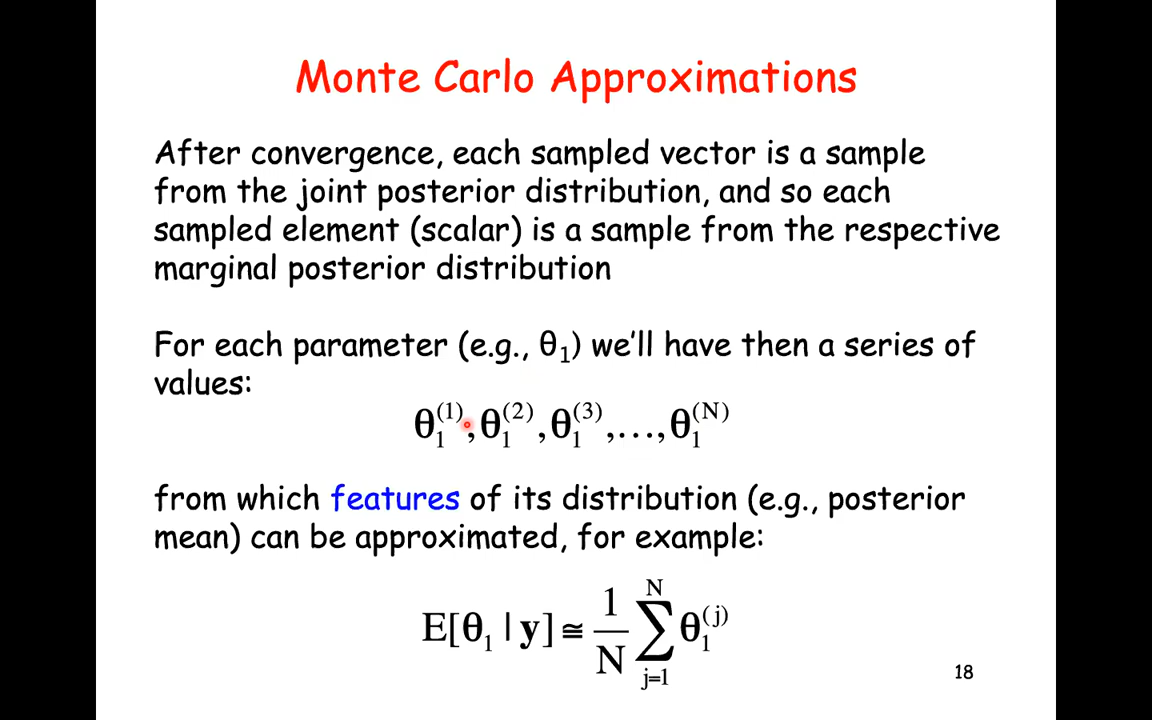 Monte Carlo Approximations
After convergence, each sampled vector is a sample
from the joint posterior distribution, and so each
sampled element (scalar) is a sample from the respective
marginal posterior distribution
For each parameter (e.g., θ₁) we'll have then a series of
values:
θ₁⁽¹⁾, θ₁⁽²⁾, θ₁⁽³⁾, ..., θ₁⁽ᴺ⁾
from which features of its distribution (e.g., posterior
mean) can be approximated, for example:
E[θ₁ | y] ≅ 1/N ∑_{j=1}^{N} θ₁⁽ʲ⁾
18